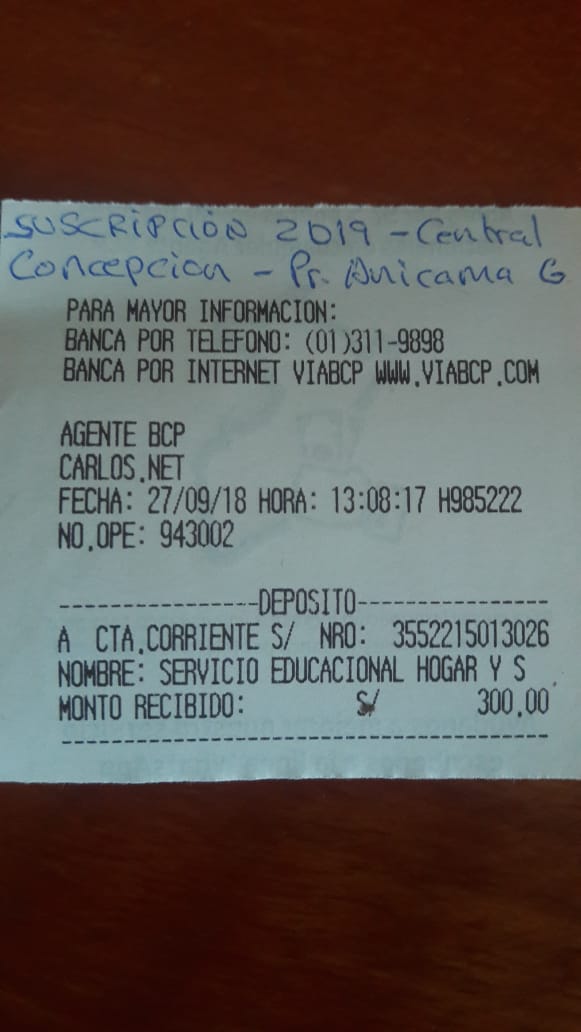 SUSCRIPCIÓN 2019 - Central
Concepcion - Pr. Anicama G
PARA MAYOR INFORMACION:
BANCA POR TELEFONO: (01)311-9898
BANCA POR INTERNET VIABCP WWW.VIABCP.COM
AGENTE BCP
CARLOS.NET
FECHA: 27/09/18 HORA: 13:08:17 H985222
NO.OPE: 943002
----------------DEPOSITO----------------
A CTA.CORRIENTE S/ NRO: 3552215013026
NOMBRE: SERVICIO EDUCACIONAL HOGAR Y S
MONTO RECIBIDO: S/ 300.00